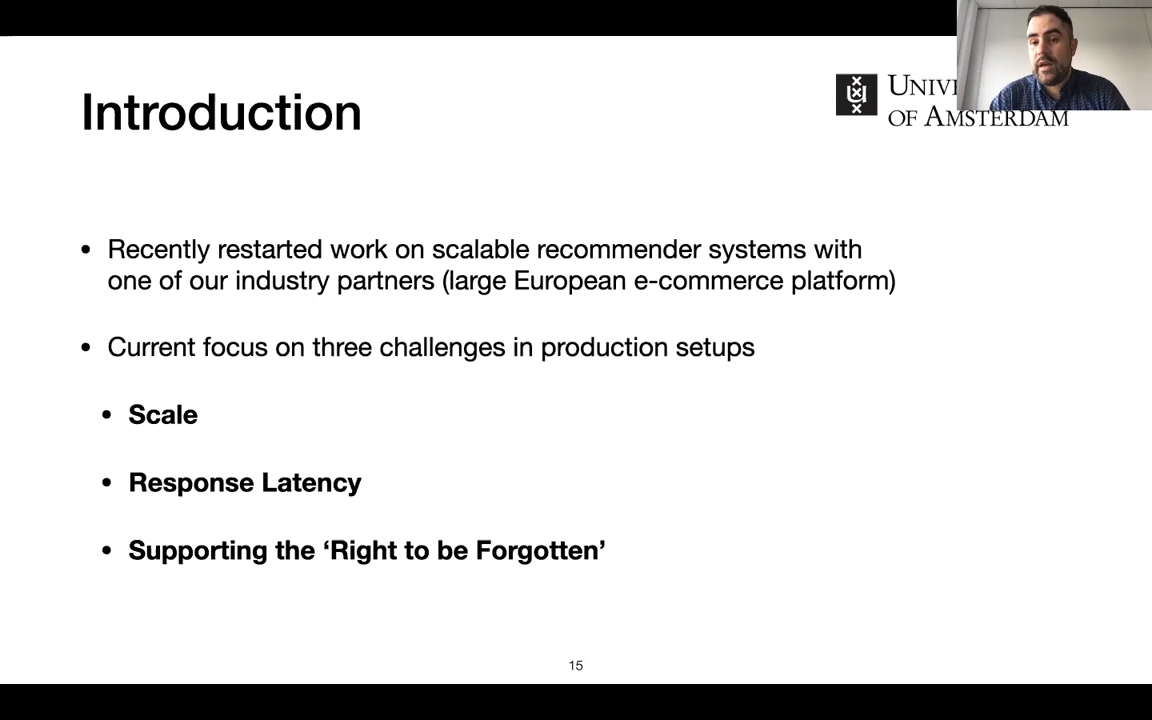 Introduction
OF AMSTERDAM
• Recently restarted work on scalable recommender systems with
one of our industry partners (large European e-commerce platform)
• Current focus on three challenges in production setups
• Scale
• Response Latency
• Supporting the ‘Right to be Forgotten’
15